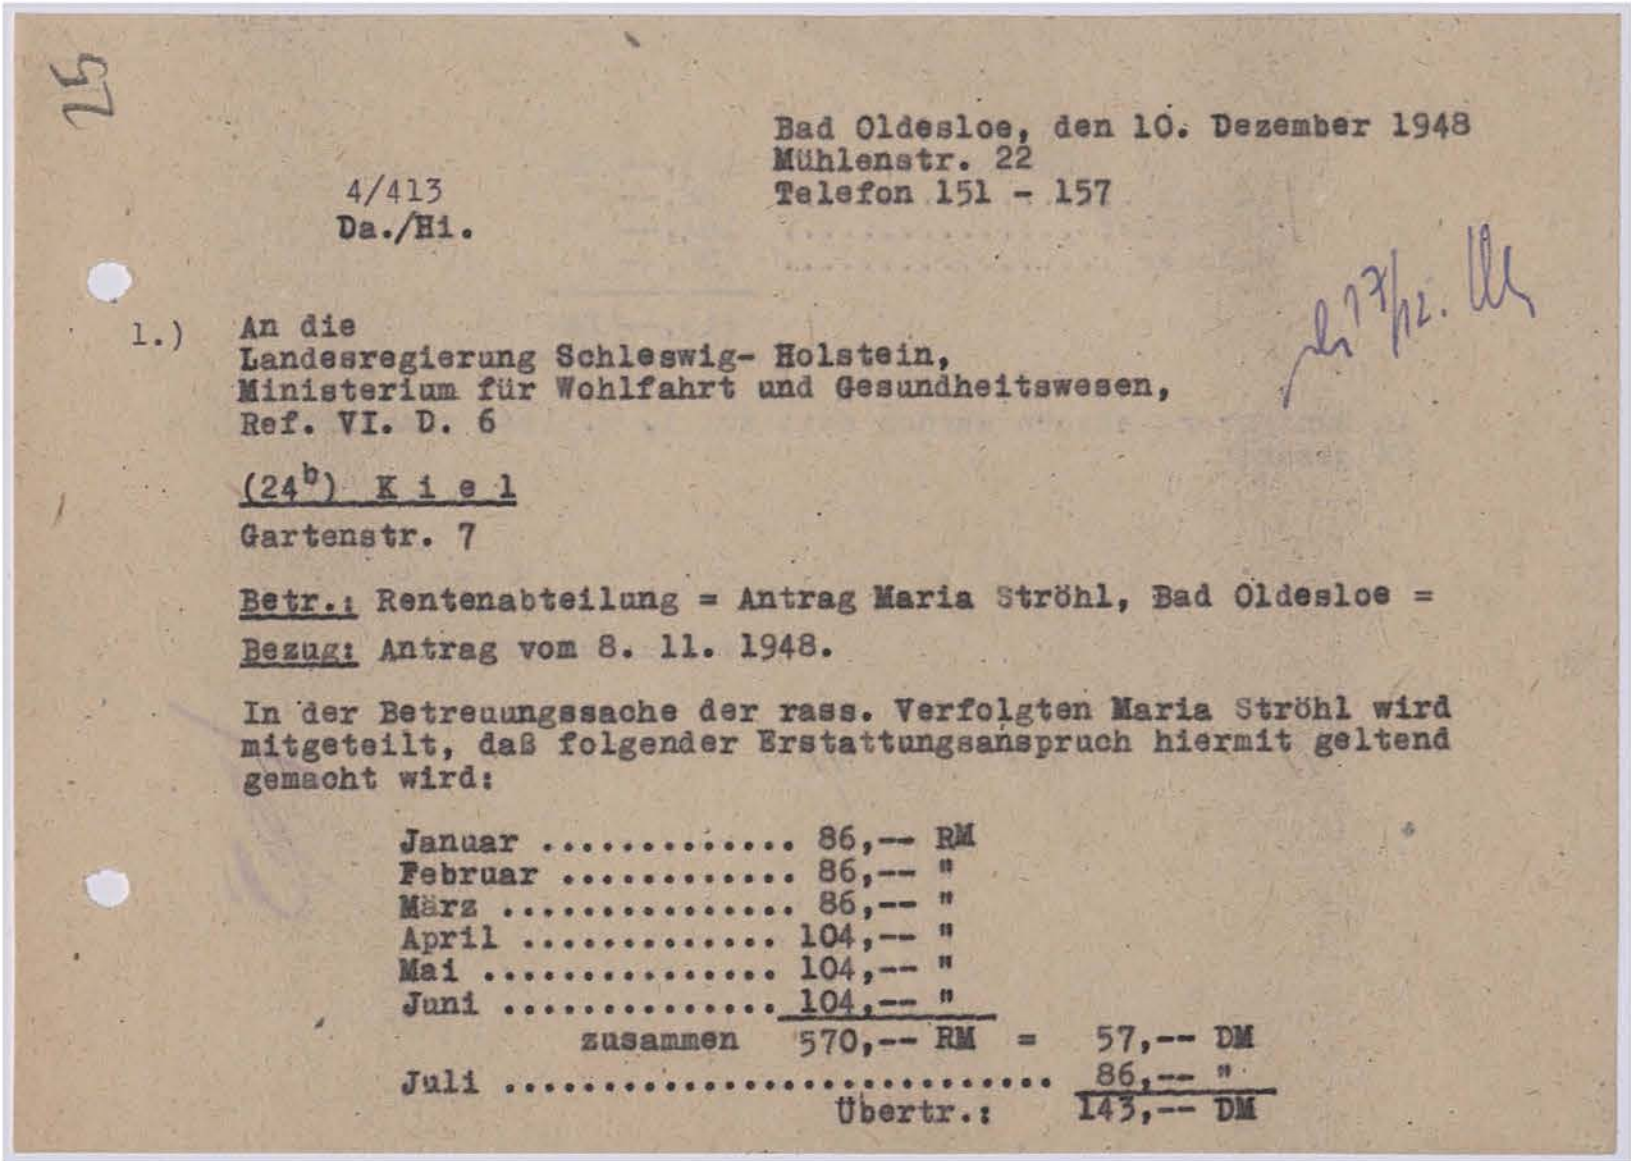 25
Bad Oldesloe, den 10. Dezember 1948
Mühlenstr. 22
Telefon 151 - 157
4/413
Da./Hi.
17/12.
1.) An die
Landesregierung Schleswig- Holstein,
Ministerium für Wohlfahrt und Gesundheitswesen,
Ref. VI. D. 6
(24b) K i e l
Gartenstr. 7
Betr.: Rentenabteilung = Antrag Maria Ströhl, Bad Oldesloe =
Bezug: Antrag vom 8. 11. 1948.
In der Betreuungssache der rass. Verfolgten Maria Ströhl wird
mitgeteilt, daß folgender Erstattungsanspruch hiermit geltend
gemacht wird:
Januar ............. 86,-- RM
Februar ............ 86,-- "
März ............... 86,-- "
April ............. 104,-- "
Mai ............... 104,-- "
Juni .............. 104,-- "
zusammen 570,-- RM = 57,-- DM
Juli ............................ 86,-- "
Übertr.: 143,-- DM